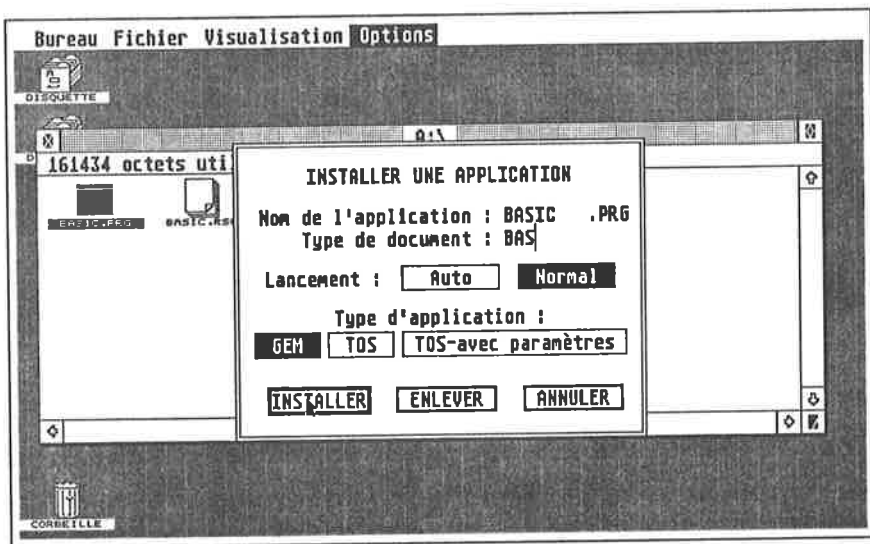 Bureau Fichier Visualisation Options
DISQUETTE
A:\
161434 octets uti
BASIC.PRG
BASIC.RS
INSTALLER UNE APPLICATION
Nom de l'application : BASIC .PRG
Type de document : BAS
Lancement : Auto Normal
Type d'application :
GEM TOS TOS-avec paramètres
INSTALLER ENLEVER ANNULER
CORBEILLE